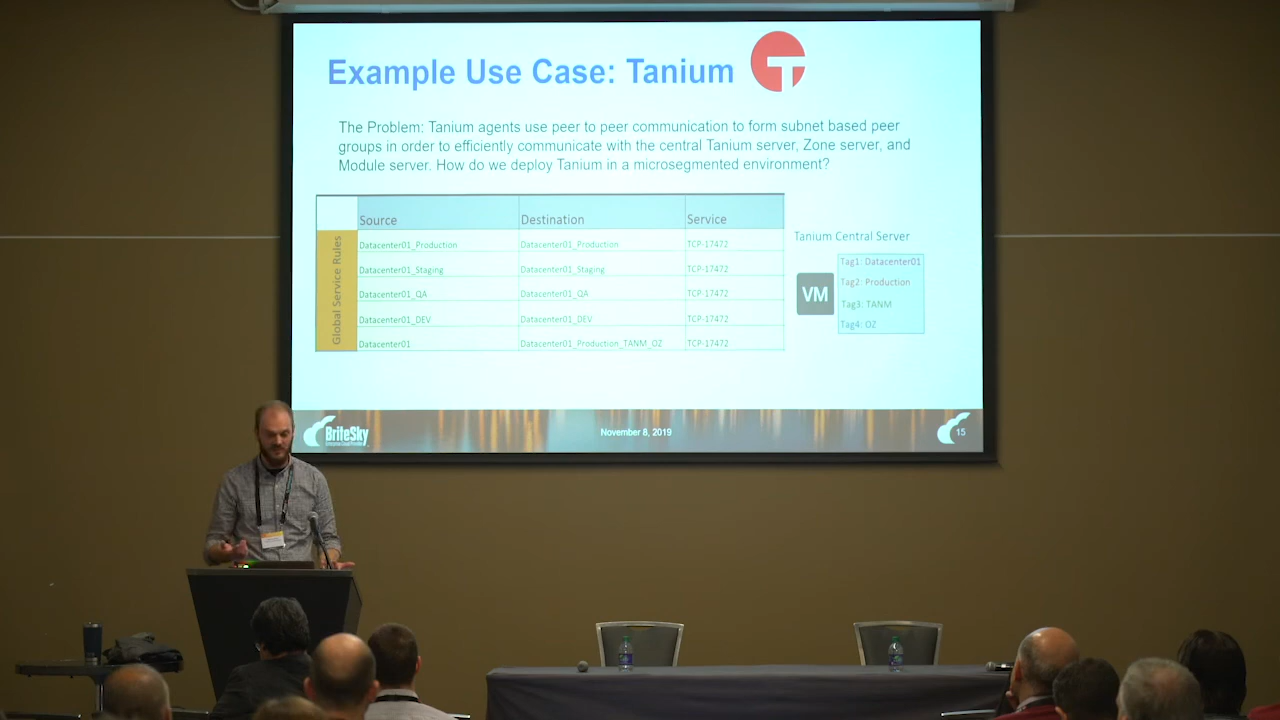 Example Use Case: Tanium
T
The Problem: Tanium agents use peer to peer communication to form subnet based peer
groups in order to efficiently communicate with the central Tanium server, Zone server, and
Module server. How do we deploy Tanium in a microsegmented environment?
Source Destination Service
Global Service Rules
Datacenter01_Production Datacenter01_Production TCP-17472
Datacenter01_Staging Datacenter01_Staging TCP-17472
Datacenter01_QA Datacenter01_QA TCP-17472
Datacenter01_DEV Datacenter01_DEV TCP-17472
Datacenter01 Datacenter01_Production_TANM_OZ TCP-17472
Tanium Central Server
VM
Tag1: Datacenter01
Tag2: Production
Tag3: TANM
Tag4: OZ
BriteSky
November 8, 2019
15